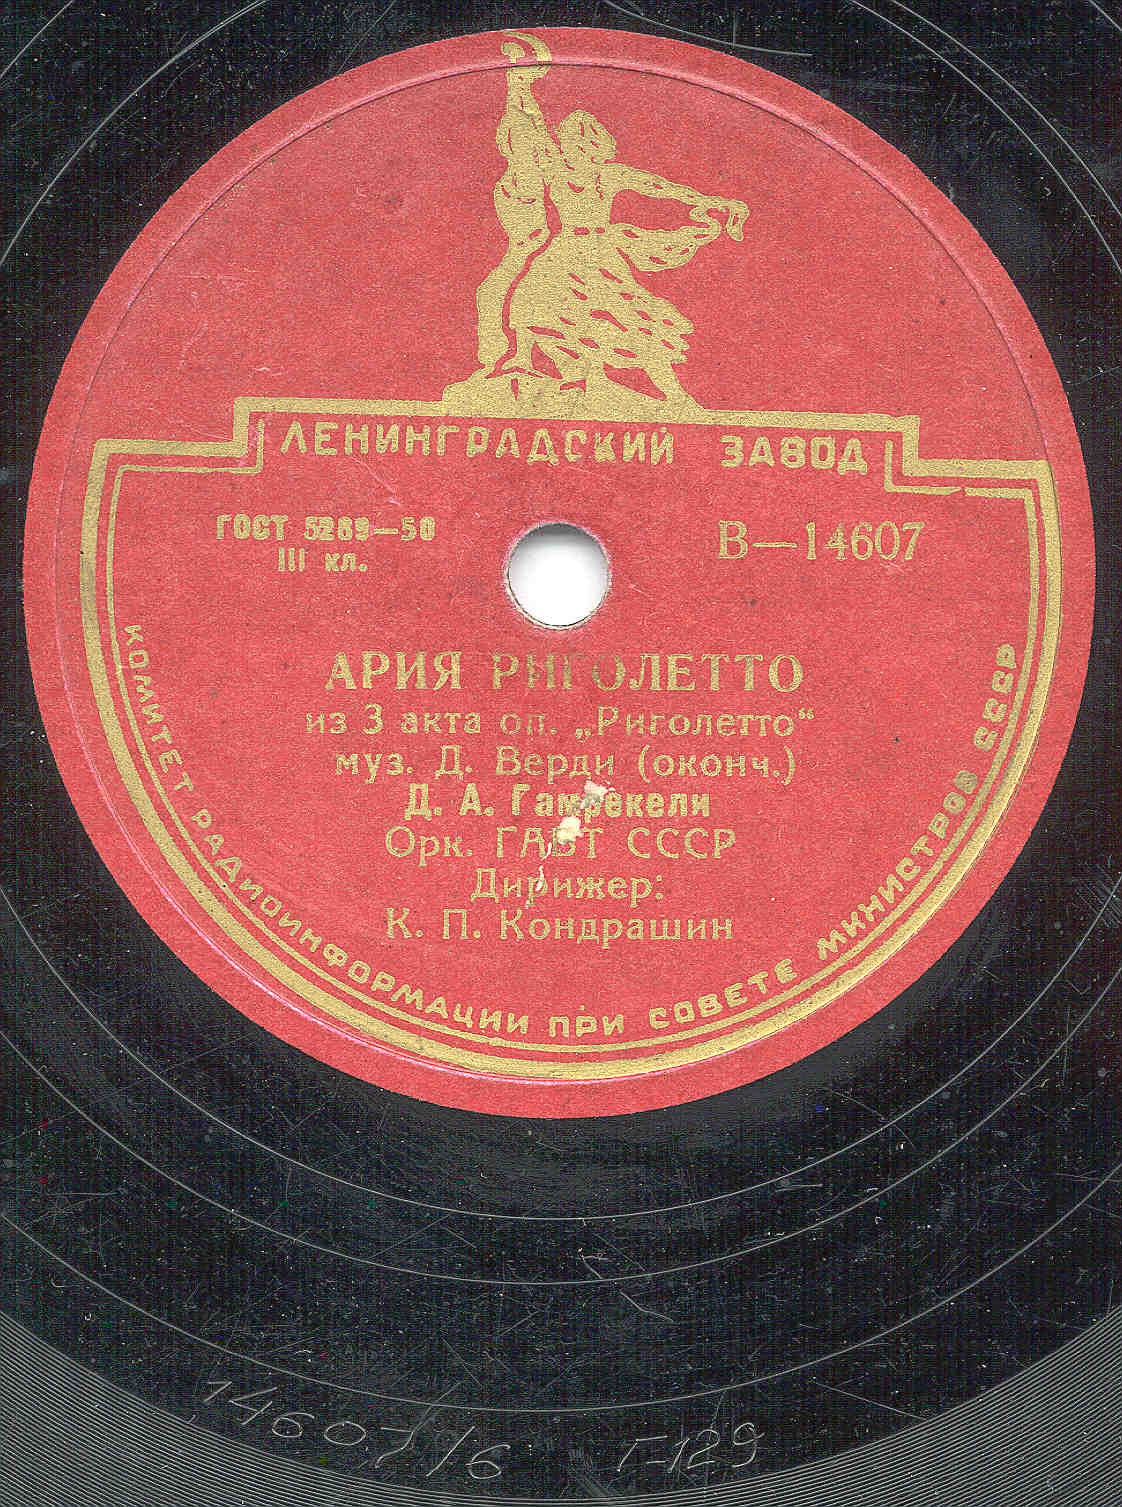 ЛЕНИНГРАДСКИЙ ЗАВОД
ГОСТ 5289—50
III кл.
В—14607
АРИЯ РИГОЛЕТТО
из 3 акта оп. „Риголетто“
муз. Д. Верди (оконч.)
Д. А. Гамрекели
Орк. ГАБТ СССР
Дирижер:
К. П. Кондрашин
КОМИТЕТ РАДИОИНФОРМАЦИИ ПРИ СОВЕТЕ МИНИСТРОВ СССР
14607/6 Г-129